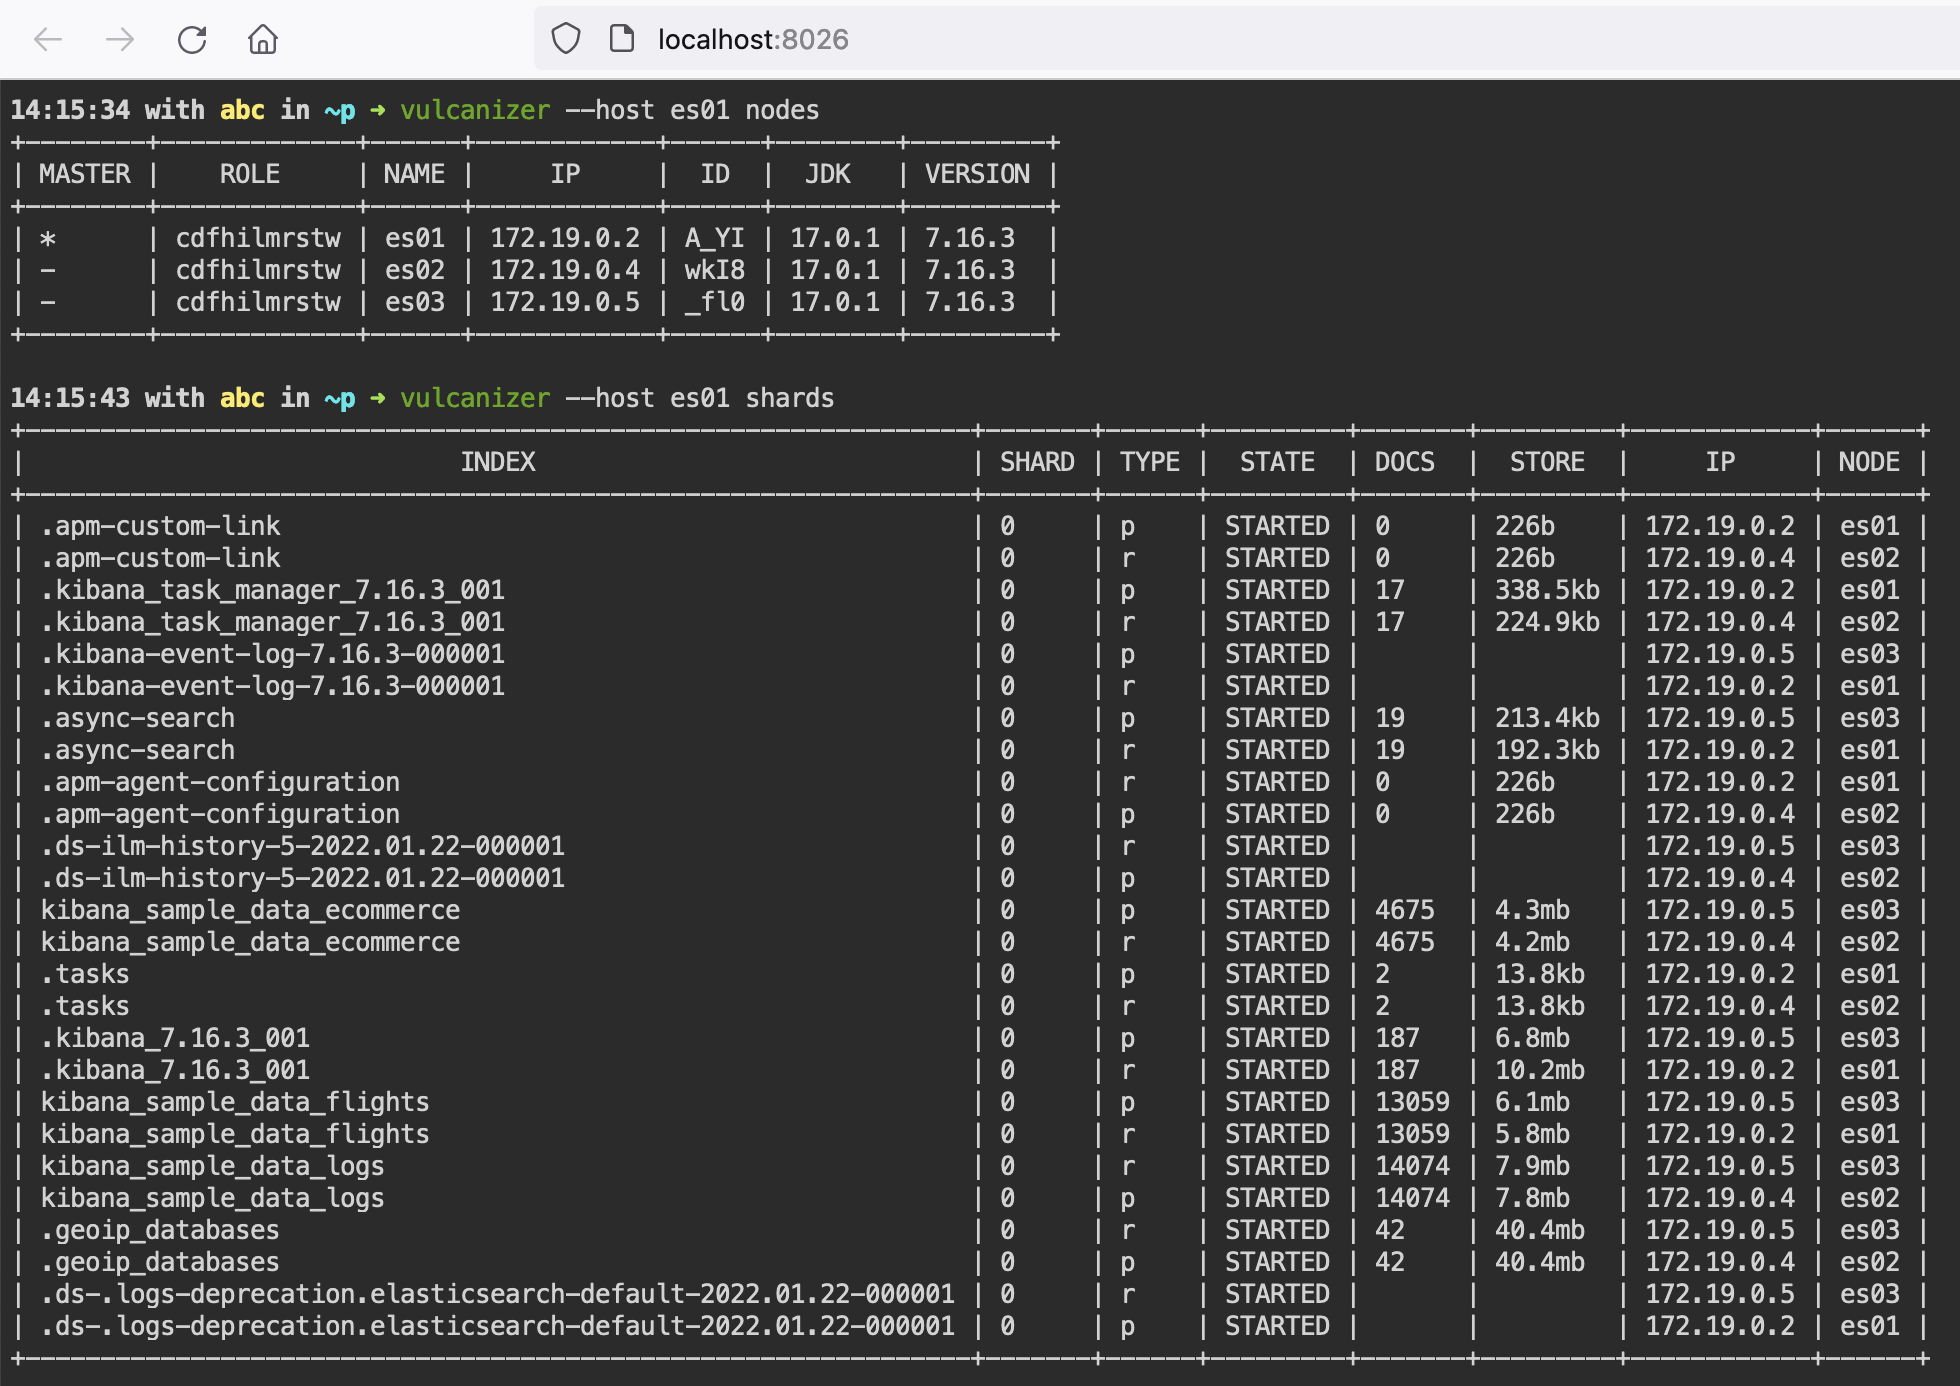 localhost:8026
14:15:34 with abc in ~p ➜ vulcanizer --host es01 nodes
+--------+-------------+------+------------+------+--------+---------+
| MASTER |    ROLE     | NAME |     IP     |  ID  |  JDK   | VERSION |
+--------+-------------+------+------------+------+--------+---------+
| *      | cdfhilmrstw | es01 | 172.19.0.2 | A_YI | 17.0.1 | 7.16.3  |
| -      | cdfhilmrstw | es02 | 172.19.0.4 | wkI8 | 17.0.1 | 7.16.3  |
| -      | cdfhilmrstw | es03 | 172.19.0.5 | _fl0 | 17.0.1 | 7.16.3  |
+--------+-------------+------+------------+------+--------+---------+
14:15:43 with abc in ~p ➜ vulcanizer --host es01 shards
+---------------------------------------------------------------+-------+------+---------+-------+---------+------------+------+
|                             INDEX                             | SHARD | TYPE |  STATE  | DOCS  |  STORE  |     IP     | NODE |
+---------------------------------------------------------------+-------+------+---------+-------+---------+------------+------+
| .apm-custom-link                                              | 0     | p    | STARTED | 0     | 226b    | 172.19.0.2 | es01 |
| .apm-custom-link                                              | 0     | r    | STARTED | 0     | 226b    | 172.19.0.4 | es02 |
| .kibana_task_manager_7.16.3_001                               | 0     | p    | STARTED | 17    | 338.5kb | 172.19.0.2 | es01 |
| .kibana_task_manager_7.16.3_001                               | 0     | r    | STARTED | 17    | 224.9kb | 172.19.0.4 | es02 |
| .kibana-event-log-7.16.3-000001                               | 0     | p    | STARTED |       |         | 172.19.0.5 | es03 |
| .kibana-event-log-7.16.3-000001                               | 0     | r    | STARTED |       |         | 172.19.0.2 | es01 |
| .async-search                                                 | 0     | p    | STARTED | 19    | 213.4kb | 172.19.0.5 | es03 |
| .async-search                                                 | 0     | r    | STARTED | 19    | 192.3kb | 172.19.0.2 | es01 |
| .apm-agent-configuration                                      | 0     | r    | STARTED | 0     | 226b    | 172.19.0.2 | es01 |
| .apm-agent-configuration                                      | 0     | p    | STARTED | 0     | 226b    | 172.19.0.4 | es02 |
| .ds-ilm-history-5-2022.01.22-000001                           | 0     | r    | STARTED |       |         | 172.19.0.5 | es03 |
| .ds-ilm-history-5-2022.01.22-000001                           | 0     | p    | STARTED |       |         | 172.19.0.4 | es02 |
| kibana_sample_data_ecommerce                                  | 0     | p    | STARTED | 4675  | 4.3mb   | 172.19.0.5 | es03 |
| kibana_sample_data_ecommerce                                  | 0     | r    | STARTED | 4675  | 4.2mb   | 172.19.0.4 | es02 |
| .tasks                                                        | 0     | p    | STARTED | 2     | 13.8kb  | 172.19.0.2 | es01 |
| .tasks                                                        | 0     | r    | STARTED | 2     | 13.8kb  | 172.19.0.4 | es02 |
| .kibana_7.16.3_001                                            | 0     | p    | STARTED | 187   | 6.8mb   | 172.19.0.5 | es03 |
| .kibana_7.16.3_001                                            | 0     | r    | STARTED | 187   | 10.2mb  | 172.19.0.2 | es01 |
| kibana_sample_data_flights                                    | 0     | p    | STARTED | 13059 | 6.1mb   | 172.19.0.5 | es03 |
| kibana_sample_data_flights                                    | 0     | r    | STARTED | 13059 | 5.8mb   | 172.19.0.2 | es01 |
| kibana_sample_data_logs                                       | 0     | r    | STARTED | 14074 | 7.9mb   | 172.19.0.5 | es03 |
| kibana_sample_data_logs                                       | 0     | p    | STARTED | 14074 | 7.8mb   | 172.19.0.4 | es02 |
| .geoip_databases                                              | 0     | r    | STARTED | 42    | 40.4mb  | 172.19.0.5 | es03 |
| .geoip_databases                                              | 0     | p    | STARTED | 42    | 40.4mb  | 172.19.0.4 | es02 |
| .ds-.logs-deprecation.elasticsearch-default-2022.01.22-000001 | 0     | r    | STARTED |       |         | 172.19.0.5 | es03 |
| .ds-.logs-deprecation.elasticsearch-default-2022.01.22-000001 | 0     | p    | STARTED |       |         | 172.19.0.2 | es01 |
+---------------------------------------------------------------+-------+------+---------+-------+---------+------------+------+